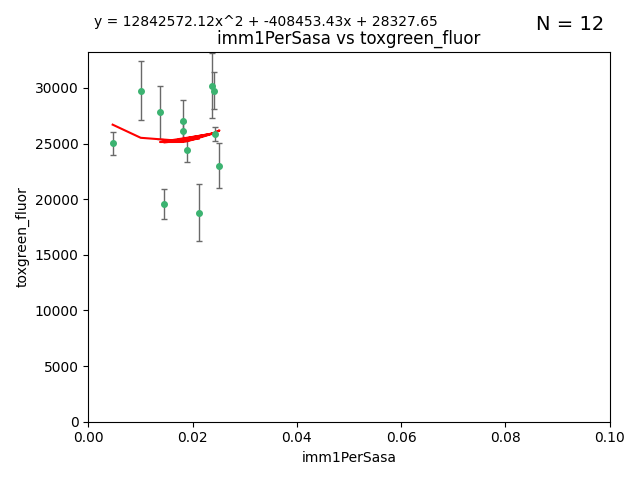 y = 12842572.12x^2 + -408453.43x + 28327.65
N = 12
imm1PerSasa vs toxgreen_fluor
toxgreen_fluor
30000
25000
20000
15000
10000
5000
0
0.00 0.02 0.04 0.06 0.08 0.10
imm1PerSasa